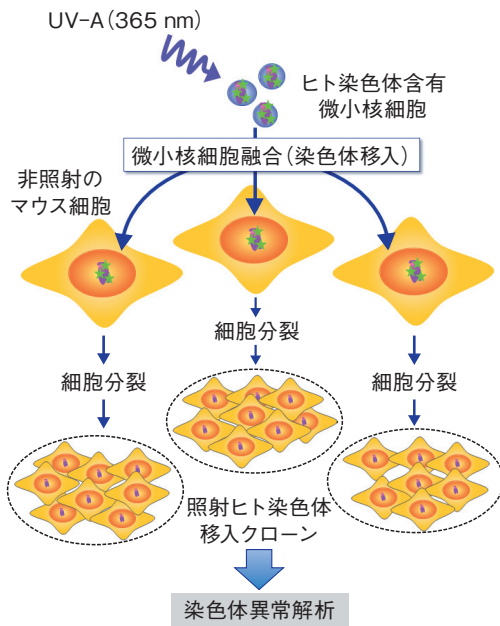 UV-A(365 nm)
ヒト染色体含有
微小核細胞
微小核細胞融合(染色体移入)
非照射の
マウス細胞
細胞分裂
細胞分裂
細胞分裂
照射ヒト染色体
移入クローン
染色体異常解析